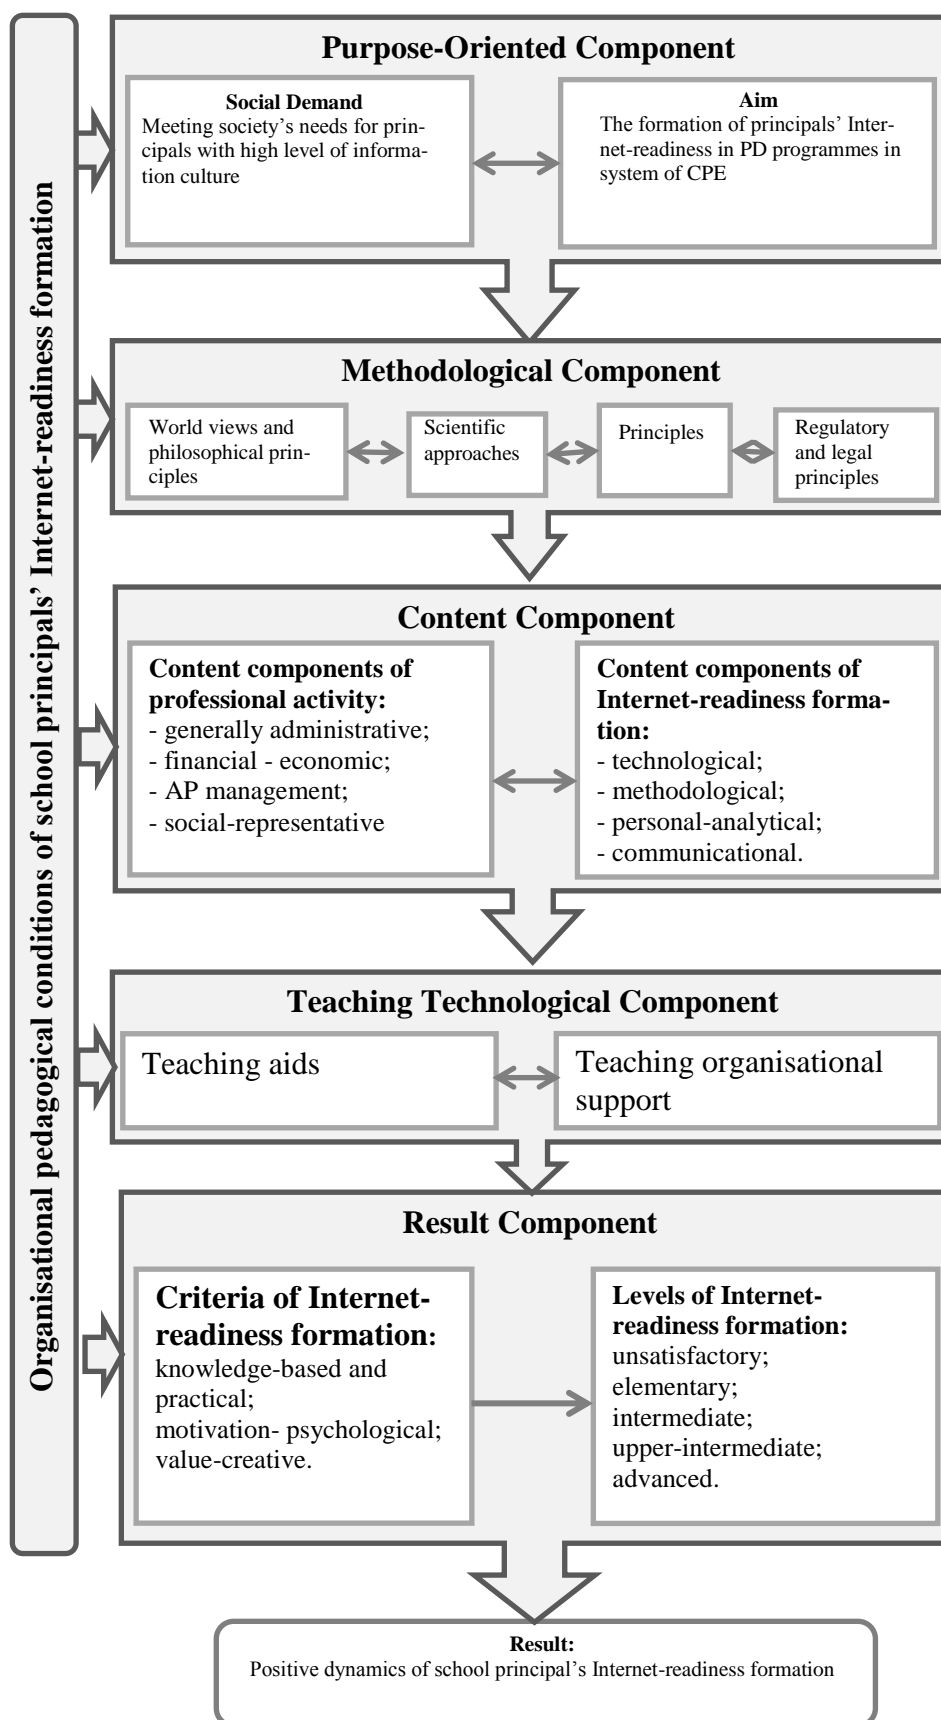 Organisational pedagogical conditions of school principals’ Internet-readiness formation
Purpose-Oriented Component
Social Demand
Meeting society’s needs for prin-
cipals with high level of informa-
tion culture
Aim
The formation of principals’ Inter-
net-readiness in PD programmes in
system of CPE
Methodological Component
World views and
philosophical prin-
ciples
Scientific
approaches
Principles
Regulatory
and legal
principles
Content Component
Content components of
professional activity:
- generally administrative;
- financial - economic;
- AP management;
- social-representative
Content components of
Internet-readiness forma-
tion:
- technological;
- methodological;
- personal-analytical;
- communicational.
Teaching Technological Component
Teaching aids
Teaching organisational
support
Result Component
Criteria of Internet-
readiness formation:
knowledge-based and
practical;
motivation- psychological;
value-creative.
Levels of Internet-
readiness formation:
unsatisfactory;
elementary;
intermediate;
upper-intermediate;
advanced.
Result:
Positive dynamics of school principal’s Internet-readiness formation